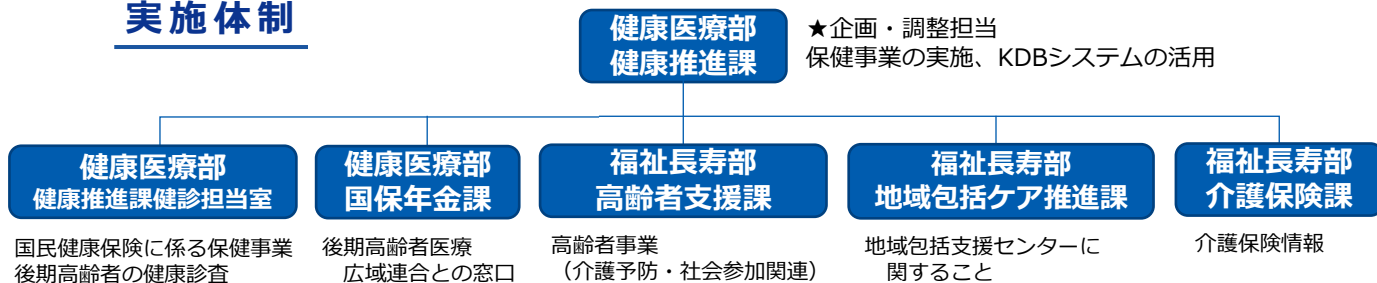 実施体制
健康医療部
健康推進課
★企画・調整担当
保健事業の実施、KDBシステムの活用
健康医療部
健康推進課健診担当室
国民健康保険に係る保健事業
後期高齢者の健康診査
健康医療部
国保年金課
後期高齢者医療
広域連合との窓口
福祉長寿部
高齢者支援課
高齢者事業
（介護予防・社会参加関連）
福祉長寿部
地域包括ケア推進課
地域包括支援センターに
関すること
福祉長寿部
介護保険課
介護保険情報